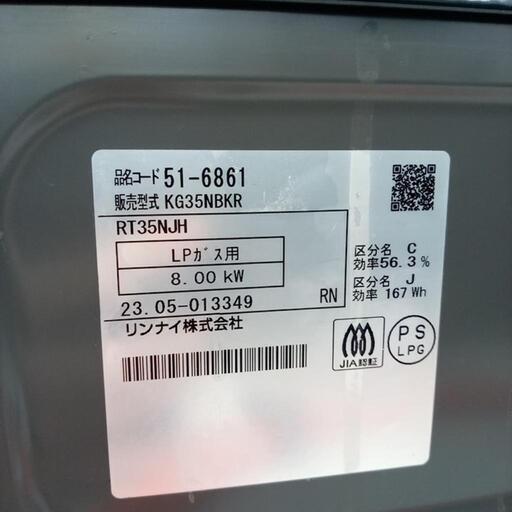 品名コード 51-6861
販売型式 KG35NBKR
RT35NJH
LPガス用
8.00 kW
23.05-013349 RN
リンナイ株式会社
区分名 C
効率56.3 %
区分名 J
効率 167 Wh
JIA認証
PS
LPG